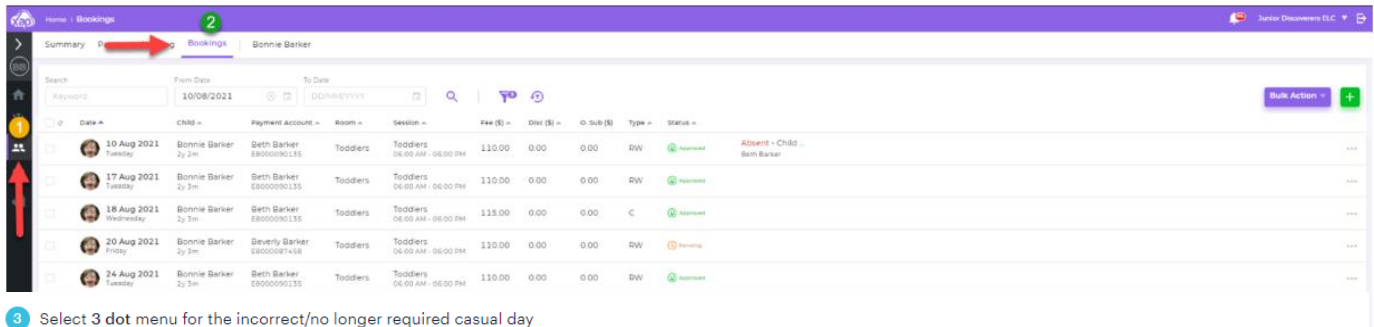 Xap Home > Bookings 2 Junior Discoverers ELC
Summary Bookings Bonnie Barker
BB
Search From Date To Date
Keyword 10/08/2021 DD/MM/YYYY Bulk Action +
1
Date Child Payment Account Room Session Fee ($) Disc ($) O. Sub ($) Type Status
10 Aug 2021 Bonnie Barker Beth Barker Toddlers Toddlers 110.00 0.00 0.00 RW Approved Absent - Child ...
Tuesday 2y 2m E8000090135 06:00 AM - 06:00 PM Beth Barker
17 Aug 2021 Bonnie Barker Beth Barker Toddlers Toddlers 110.00 0.00 0.00 RW Approved
Tuesday 2y 3m E8000090135 06:00 AM - 06:00 PM
18 Aug 2021 Bonnie Barker Beth Barker Toddlers Toddlers 115.00 0.00 0.00 C Approved
Wednesday 2y 3m E8000090135 06:00 AM - 06:00 PM
20 Aug 2021 Bonnie Barker Beverly Barker Toddlers Toddlers 110.00 0.00 0.00 RW Pending
Friday 2y 3m E8000087458 06:00 AM - 06:00 PM
24 Aug 2021 Bonnie Barker Beth Barker Toddlers Toddlers 110.00 0.00 0.00 RW Approved
Tuesday 2y 3m E8000090135 06:00 AM - 06:00 PM
3 Select 3 dot menu for the incorrect/no longer required casual day